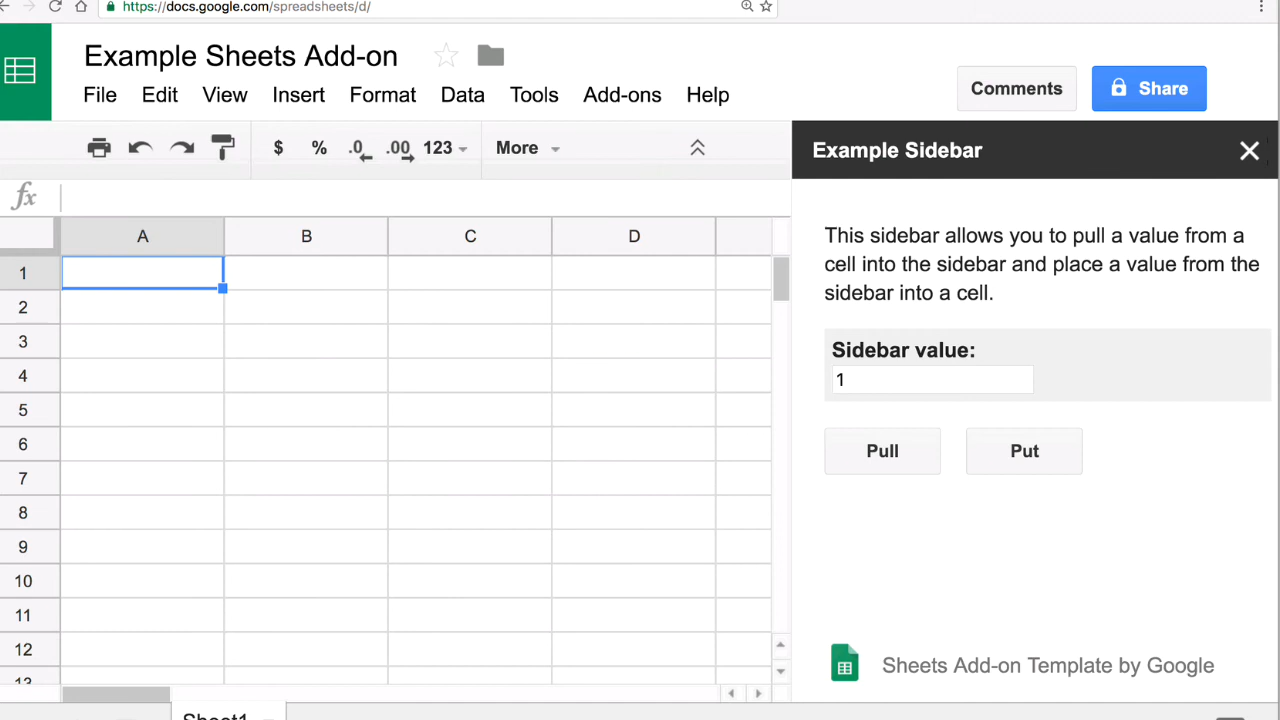 https://docs.google.com/spreadsheets/d/
Example Sheets Add-on
File Edit View Insert Format Data Tools Add-ons Help
Comments
Share
$ % .0 .00 123 More
fx
A B C D
1
2
3
4
5
6
7
8
9
10
11
12
13
Sheet1
Example Sidebar
This sidebar allows you to pull a value from a
cell into the sidebar and place a value from the
sidebar into a cell.
Sidebar value:
1
Pull Put
Sheets Add-on Template by Google